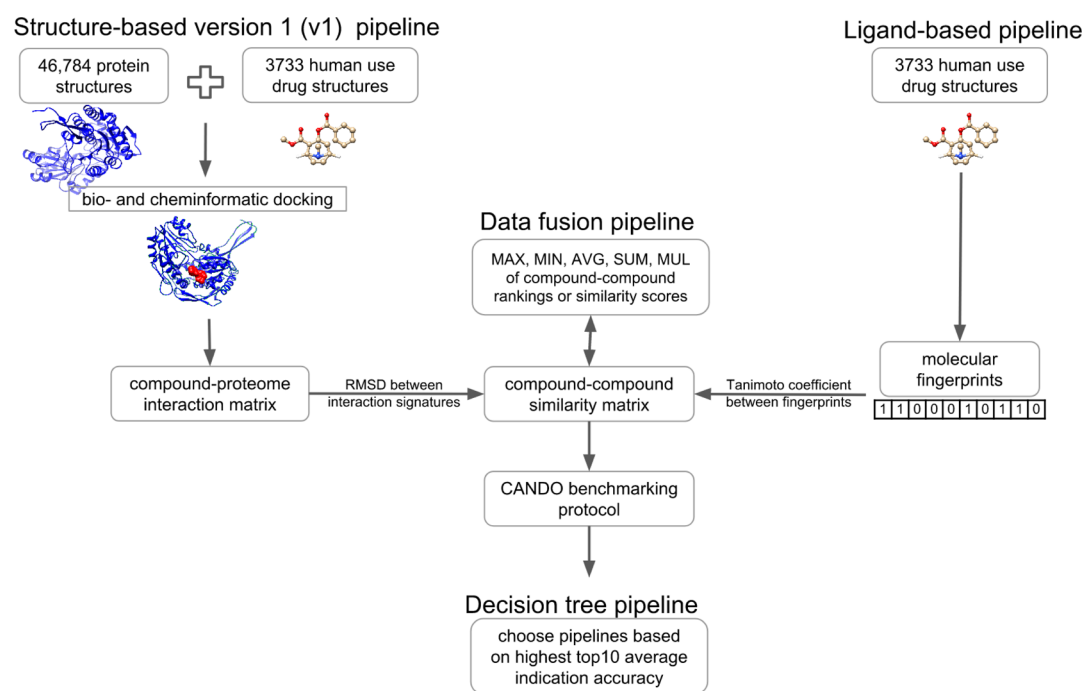 Structure-based version 1 (v1) pipeline
46,784 protein
structures
3733 human use
drug structures
bio- and cheminformatic docking
compound-proteome
interaction matrix
RMSD between
interaction signatures
Data fusion pipeline
MAX, MIN, AVG, SUM, MUL
of compound-compound
rankings or similarity scores
compound-compound
similarity matrix
Ligand-based pipeline
3733 human use
drug structures
molecular
fingerprints
1 1 0 0 0 1 0 1 1 0
Tanimoto coefficient
between fingerprints
CANDO benchmarking
protocol
Decision tree pipeline
choose pipelines based
on highest top10 average
indication accuracy